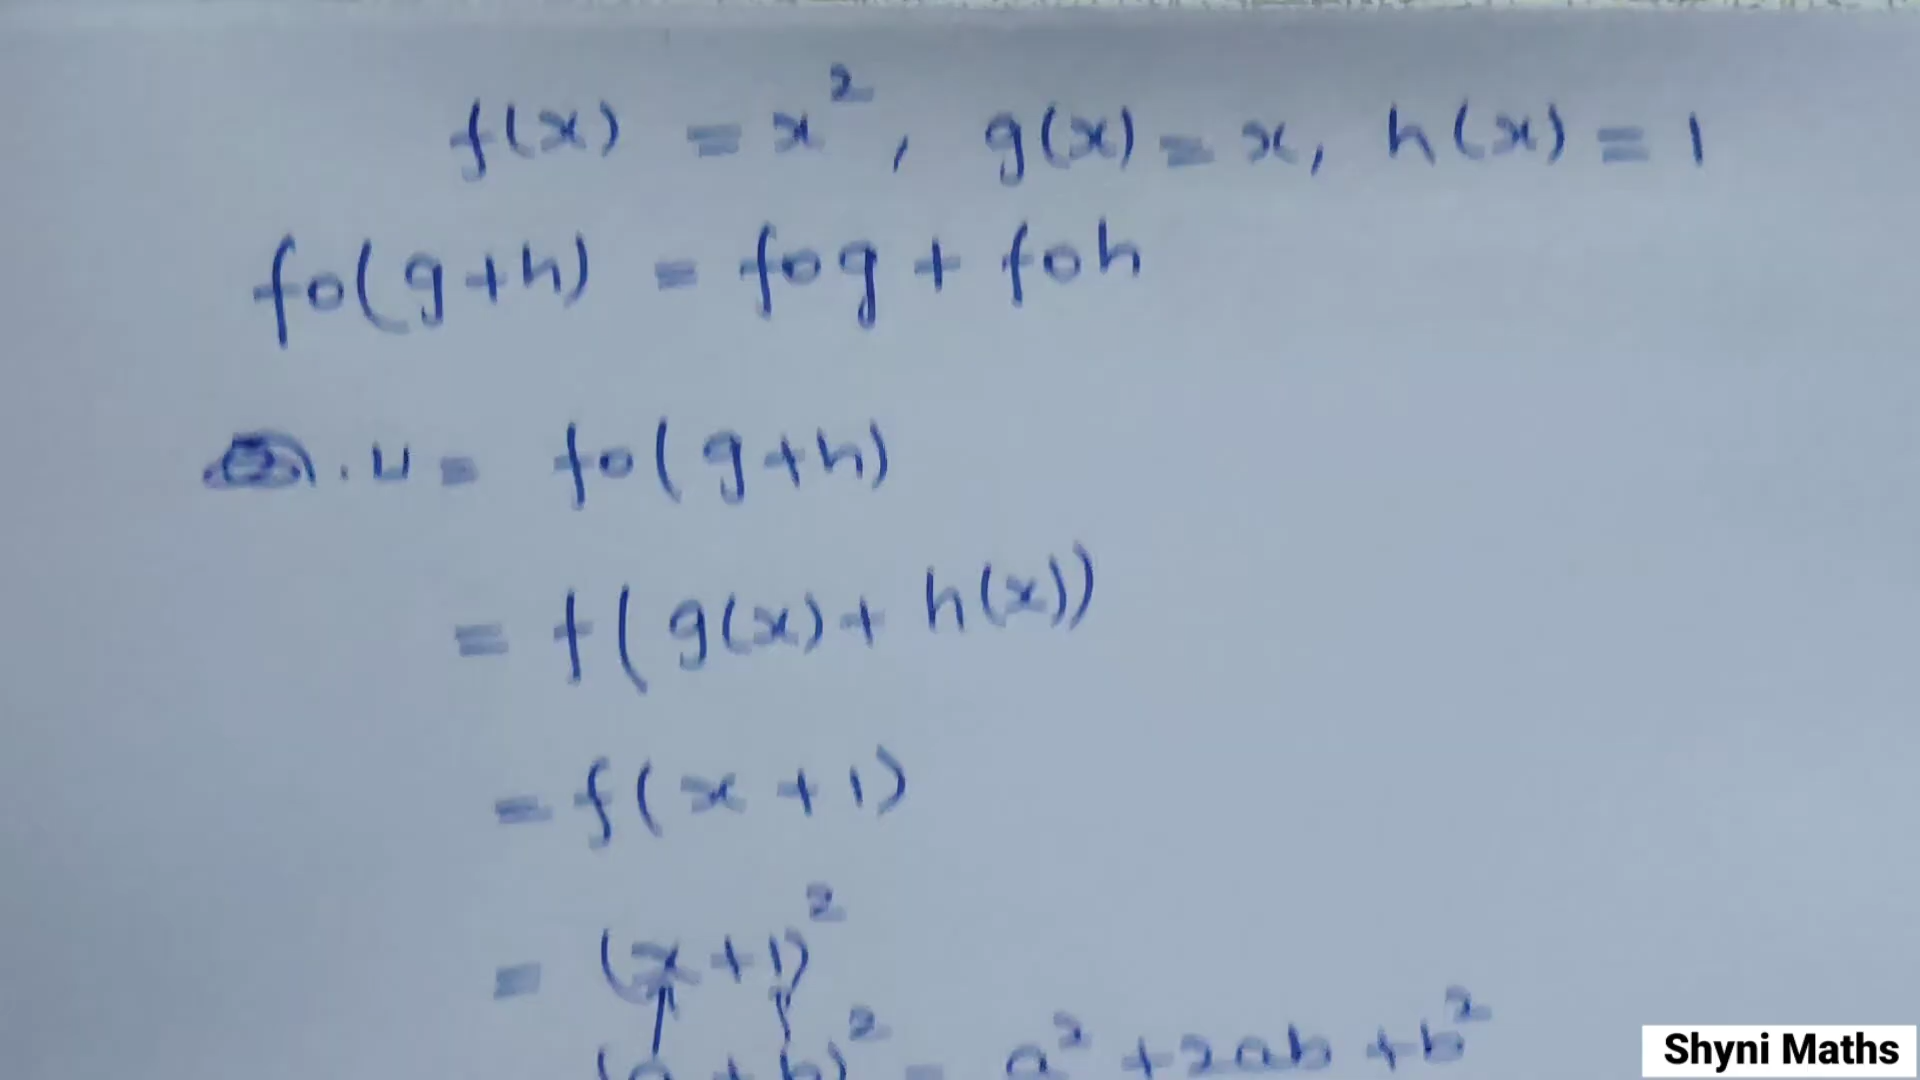 f(x) = x², g(x) = x, h(x) = 1
fo(g+h) = fog + foh
= fo(g+h)
= f(g(x) + h(x))
= f(x + 1)
= (x + 1)²
(a + b)² = a² + 2ab + b²
Shyni Maths